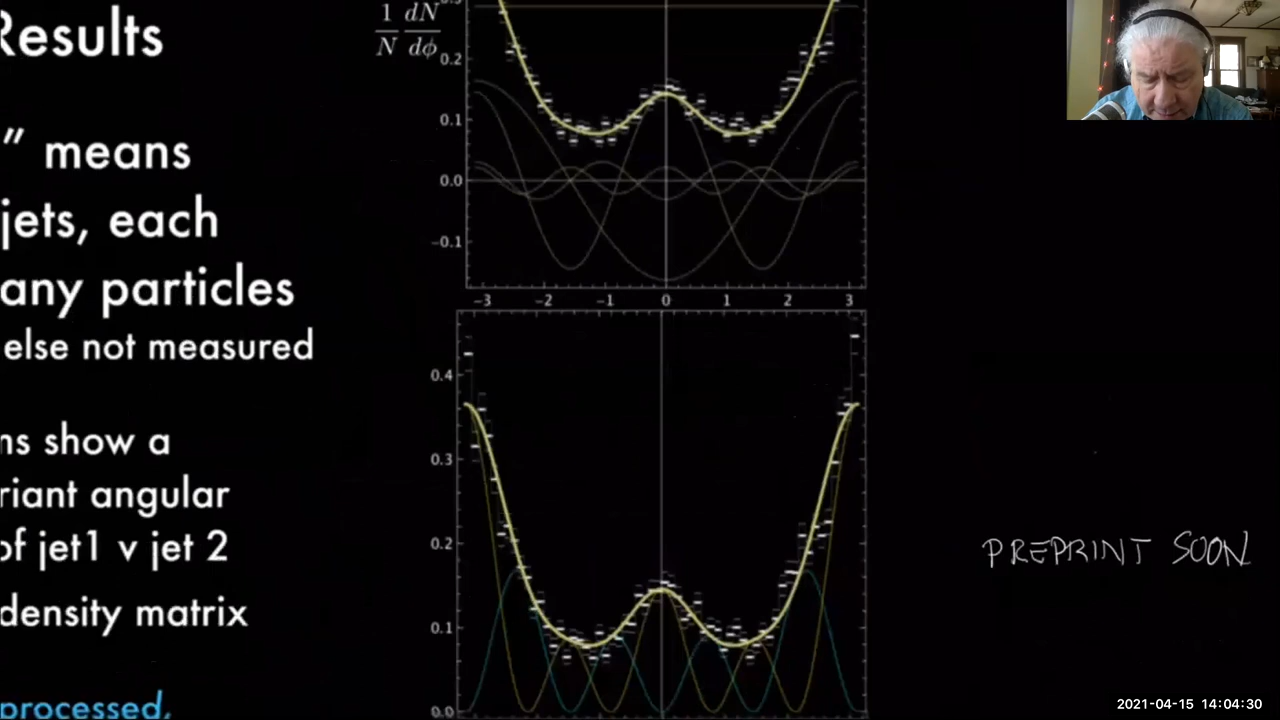 Results
” means
jets, each
any particles
else not measured
ns show a
riant angular
of jet1 v jet 2
density matrix
processed.
1 dN
N dϕ
0.2
0.1
0.0
−0.1
−3 −2 −1 0 1 2 3
0.4
0.3
0.2
0.1
0.0
PREPRINT SOON
2021-04-15 14:04:30